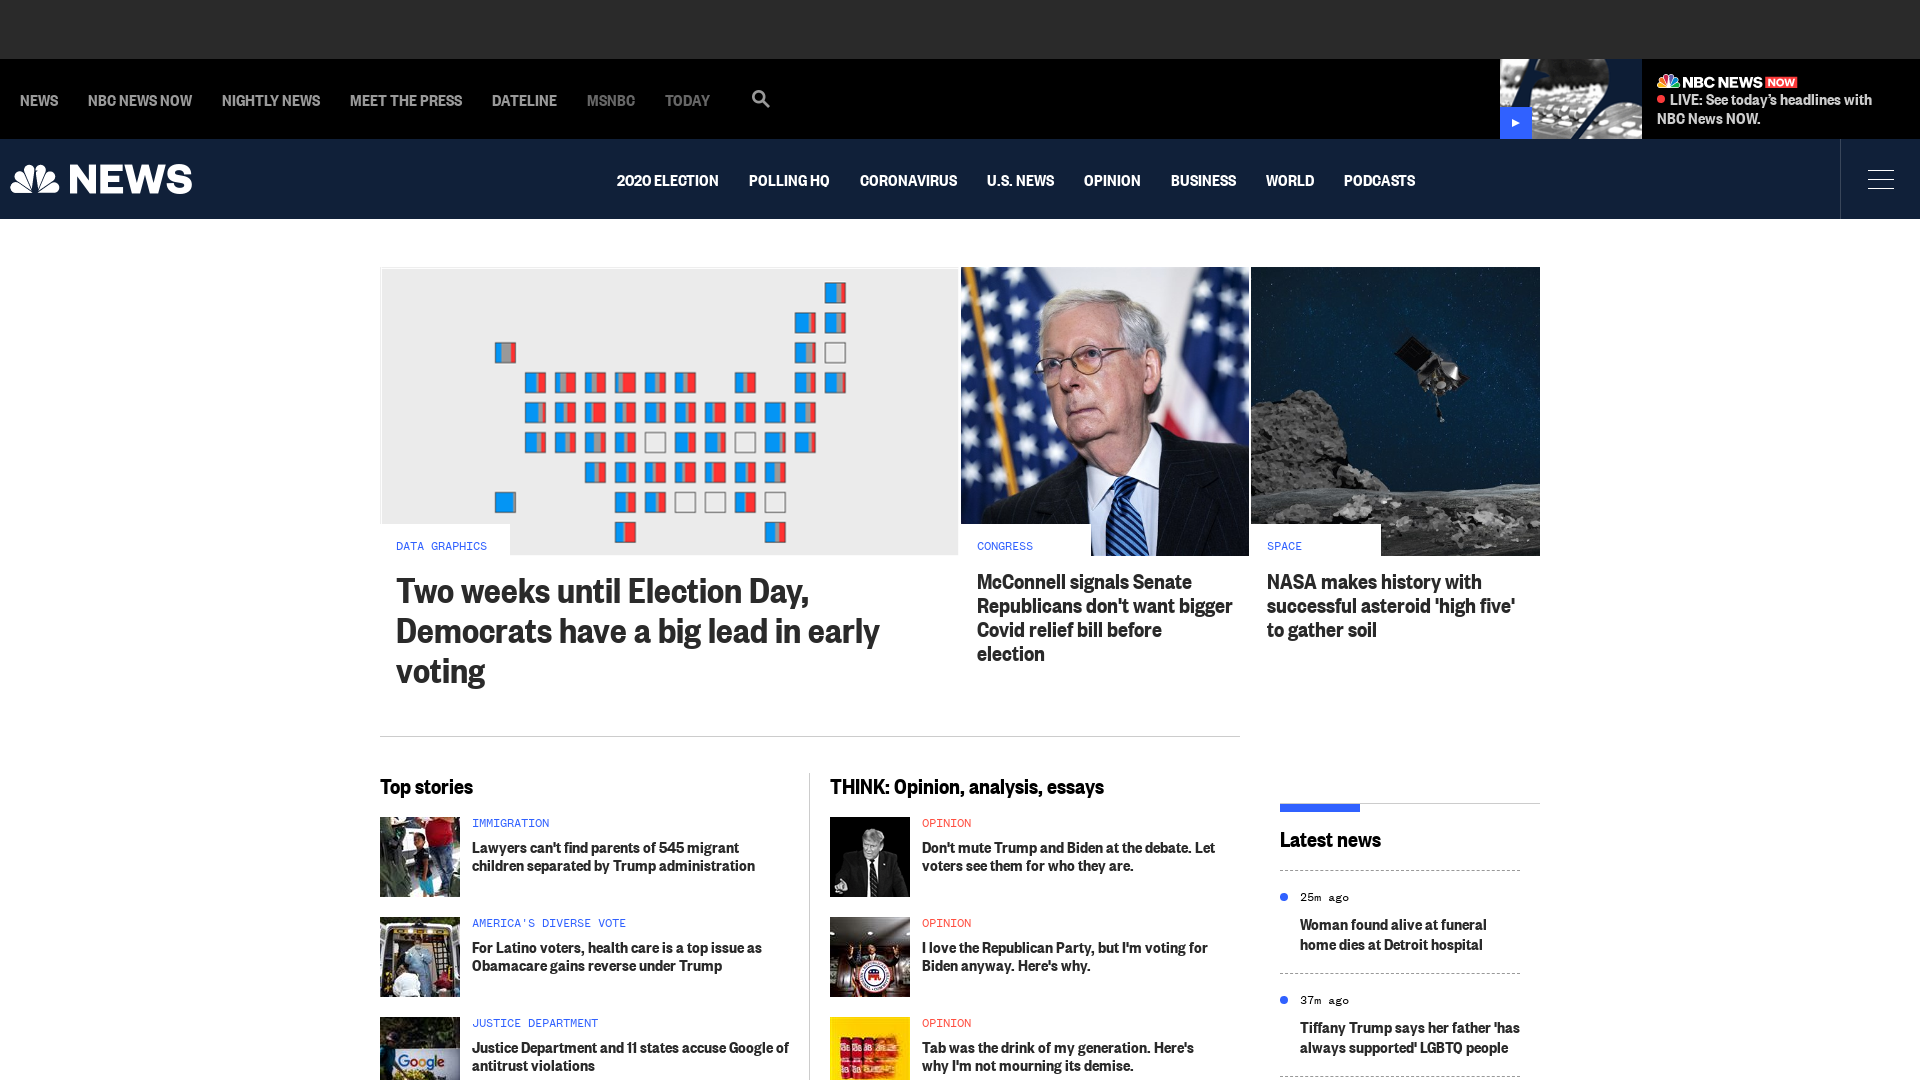 NEWS
NBC NEWS NOW
NIGHTLY NEWS
MEET THE PRESS
DATELINE
MSNBC
TODAY
NBC NEWS NOW
LIVE: See today’s headlines with
NBC News NOW.
NEWS
2020 ELECTION
POLLING HQ
CORONAVIRUS
U.S. NEWS
OPINION
BUSINESS
WORLD
PODCASTS
DATA GRAPHICS
Two weeks until Election Day,
Democrats have a big lead in early
voting
CONGRESS
McConnell signals Senate
Republicans don't want bigger
Covid relief bill before
election
SPACE
NASA makes history with
successful asteroid 'high five'
to gather soil
Top stories
IMMIGRATION
Lawyers can't find parents of 545 migrant
children separated by Trump administration
AMERICA'S DIVERSE VOTE
For Latino voters, health care is a top issue as
Obamacare gains reverse under Trump
JUSTICE DEPARTMENT
Google
Justice Department and 11 states accuse Google of
antitrust violations
THINK: Opinion, analysis, essays
OPINION
Don't mute Trump and Biden at the debate. Let
voters see them for who they are.
OPINION
I love the Republican Party, but I'm voting for
Biden anyway. Here's why.
OPINION
Tab was the drink of my generation. Here's
why I'm not mourning its demise.
Latest news
25m ago
Woman found alive at funeral
home dies at Detroit hospital
37m ago
Tiffany Trump says her father 'has
always supported' LGBTQ people